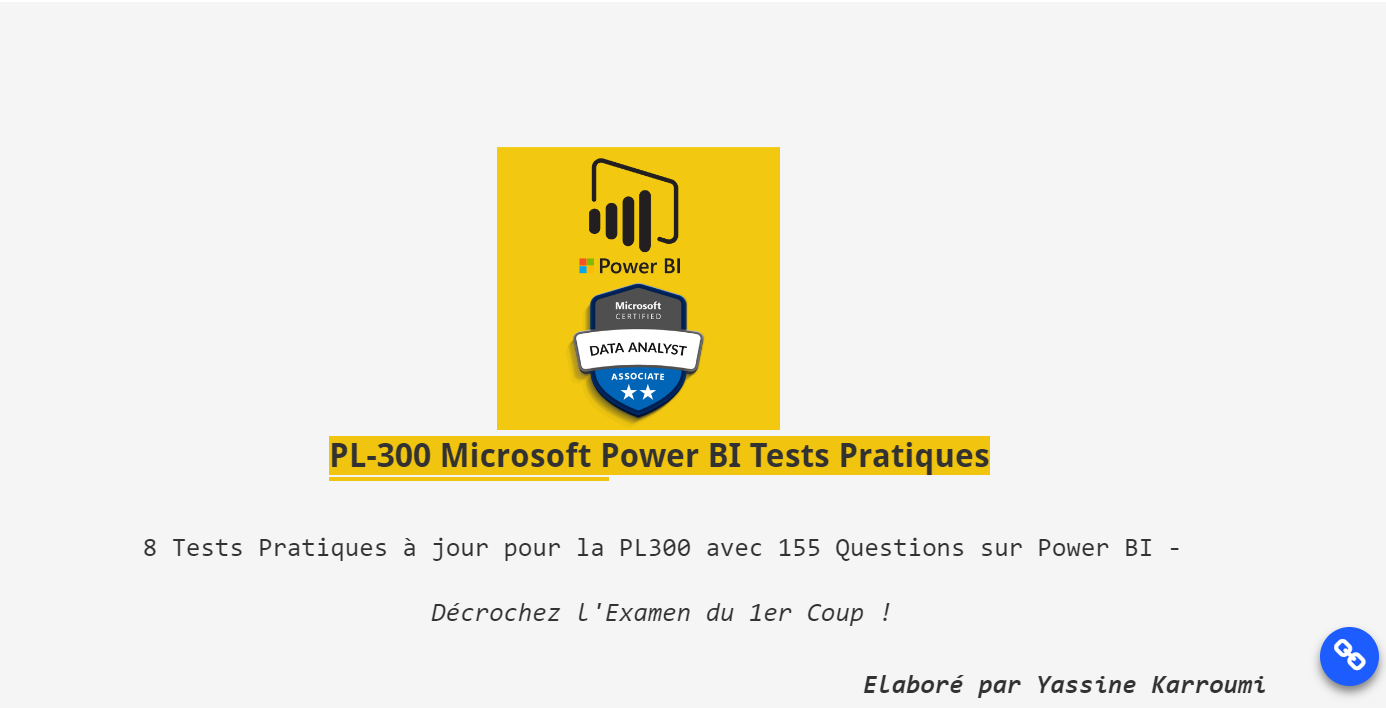 Power BI
Microsoft
CERTIFIED
DATA ANALYST
ASSOCIATE
PL-300 Microsoft Power BI Tests Pratiques
8 Tests Pratiques à jour pour la PL300 avec 155 Questions sur Power BI -
Décrochez l'Examen du 1er Coup !
Elaboré par Yassine Karroumi